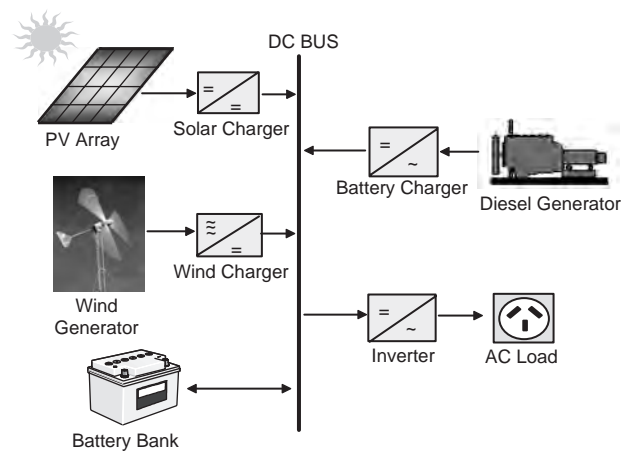 DC BUS
=
=
PV Array
Solar Charger
=
~
Battery Charger
Diesel Generator
≈
~
=
Wind Charger
Wind
Generator
=
~
Inverter
AC Load
Battery Bank